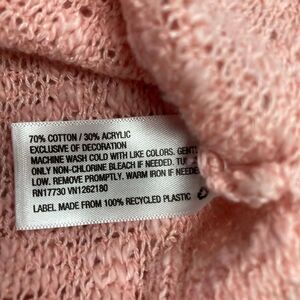 70% COTTON / 30% ACRYLIC
EXCLUSIVE OF DECORATION
MACHINE WASH COLD WITH LIKE COLORS.
ONLY NON-CHLORINE BLEACH IF NEEDED.
LOW. REMOVE PROMPTLY. WARM IRON IF
RN17730 VN1262180
LABEL MADE FROM 100% RECYCLED PLASTIC